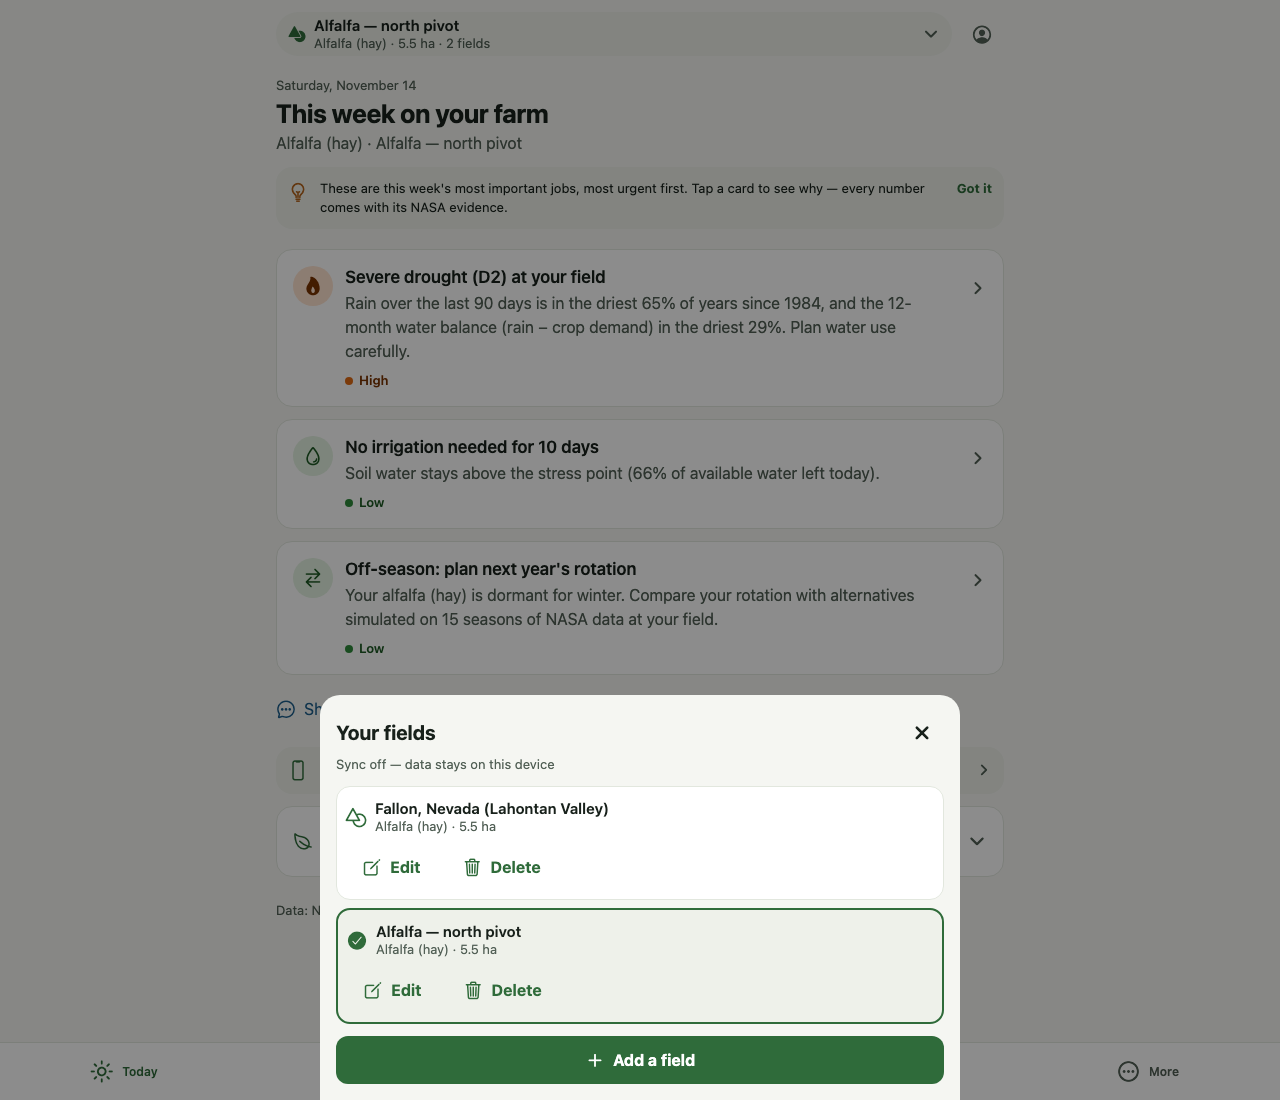 Alfalfa — north pivot
Alfalfa (hay) · 5.5 ha · 2 fields
Saturday, November 14
This week on your farm
Alfalfa (hay) · Alfalfa — north pivot
These are this week's most important jobs, most urgent first. Tap a card to see why — every number
comes with its NASA evidence.
Got it
Severe drought (D2) at your field
Rain over the last 90 days is in the driest 65% of years since 1984, and the 12-
month water balance (rain − crop demand) in the driest 29%. Plan water use
carefully.
High
No irrigation needed for 10 days
Soil water stays above the stress point (66% of available water left today).
Low
Off-season: plan next year's rotation
Your alfalfa (hay) is dormant for winter. Compare your rotation with alternatives
simulated on 15 seasons of NASA data at your field.
Low
Your fields
Sync off — data stays on this device
Fallon, Nevada (Lahontan Valley)
Alfalfa (hay) · 5.5 ha
Edit
Delete
Alfalfa — north pivot
Alfalfa (hay) · 5.5 ha
Edit
Delete
Add a field
Data:
Today
More